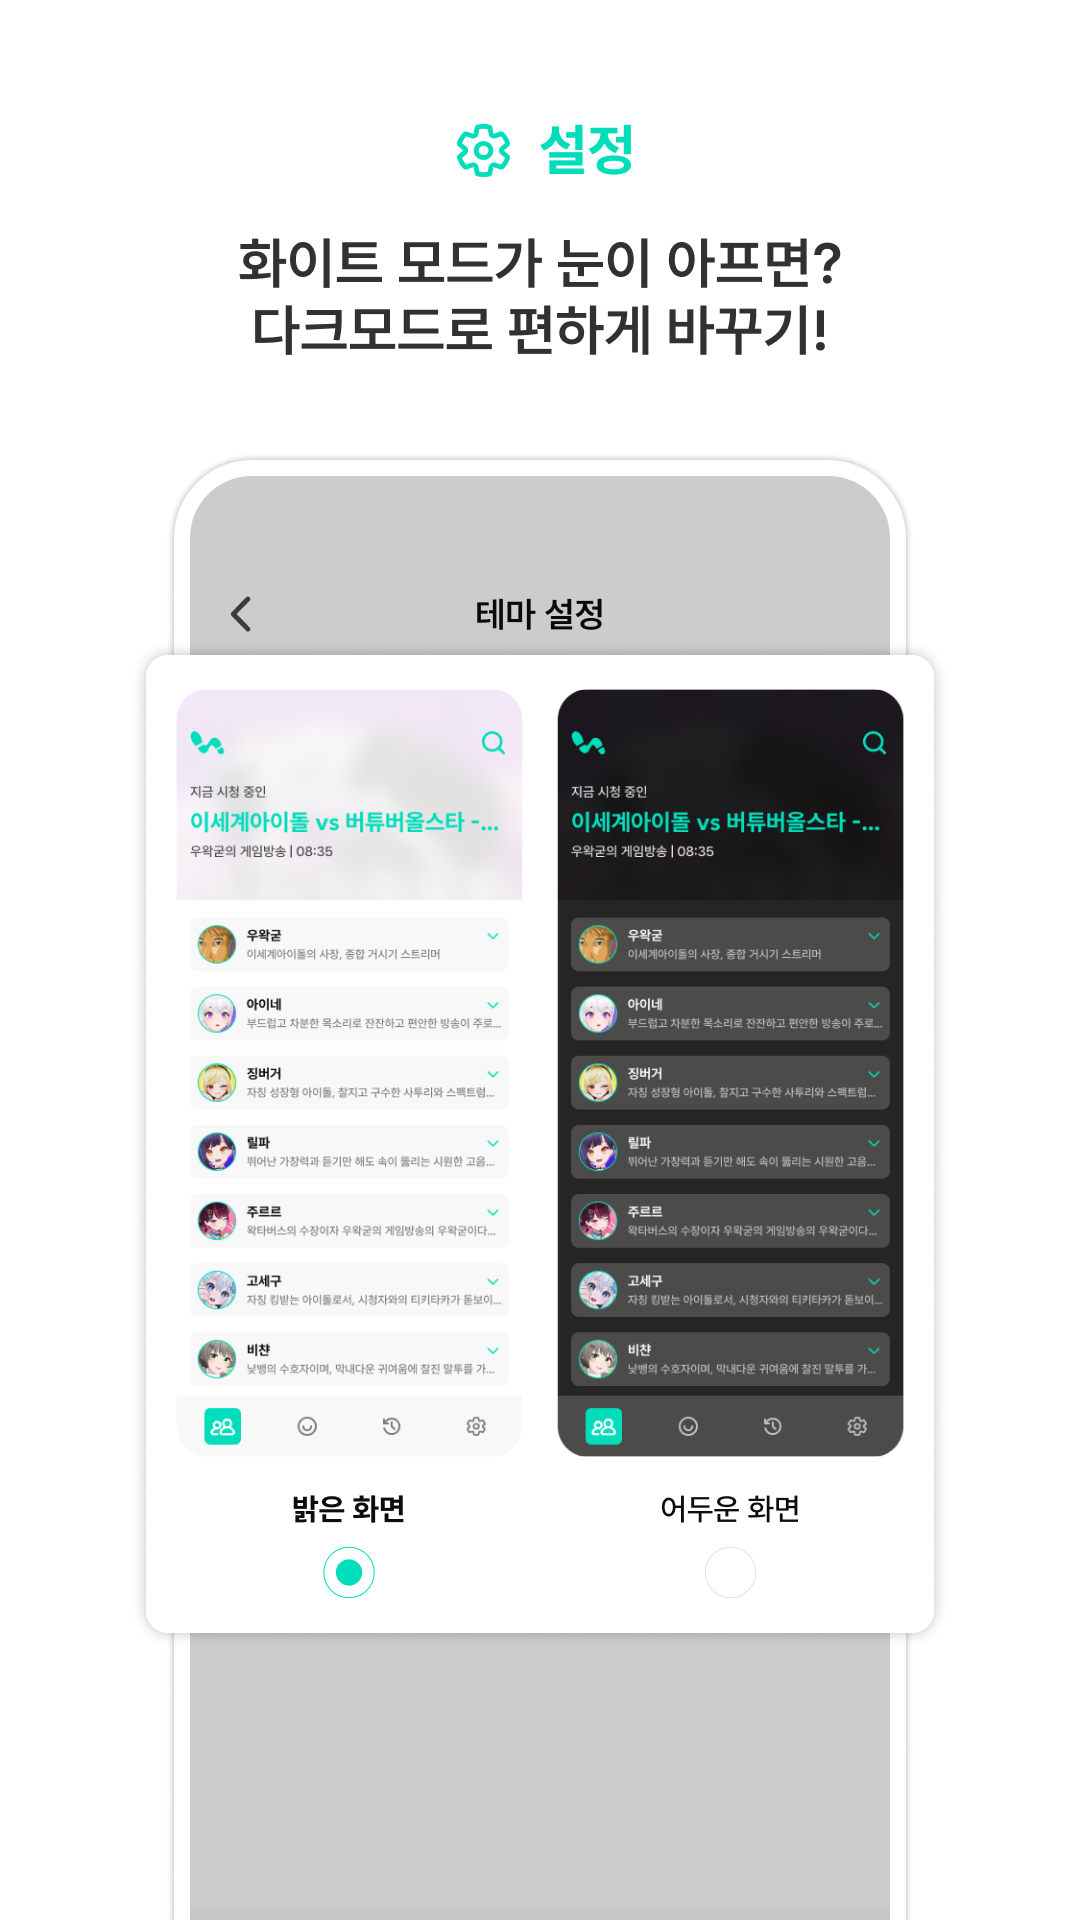 설정
화이트 모드가 눈이 아프면?
다크모드로 편하게 바꾸기!
테마 설정
지금 시청 중인
이세계아이돌 vs 버튜버올스타 -...
우왁굳의 게임방송 | 08:35
우왁굳
이세계아이돌의 사장, 종합 거시기 스트리머
아이네
부드럽고 차분한 목소리로 잔잔하고 편안한 방송이 주로...
징버거
자칭 성장형 아이돌, 찰지고 구수한 사투리와 스펙트럼...
릴파
뛰어난 가창력과 듣기만 해도 속이 뚫리는 시원한 고음...
주르르
왁타버스의 수장이자 우왁굳의 게임방송의 우왁굳이다...
고세구
자칭 킹받는 아이돌로서, 시청자와의 티키타카가 돋보이...
비챤
낮뱅의 수호자이며, 막내다운 귀여움에 찰진 말투를 가...
밝은 화면
지금 시청 중인
이세계아이돌 vs 버튜버올스타 -...
우왁굳의 게임방송 | 08:35
우왁굳
이세계아이돌의 사장, 종합 거시기 스트리머
아이네
부드럽고 차분한 목소리로 잔잔하고 편안한 방송이 주로...
징버거
자칭 성장형 아이돌, 찰지고 구수한 사투리와 스펙트럼...
릴파
뛰어난 가창력과 듣기만 해도 속이 뚫리는 시원한 고음...
주르르
왁타버스의 수장이자 우왁굳의 게임방송의 우왁굳이다...
고세구
자칭 킹받는 아이돌로서, 시청자와의 티키타카가 돋보이...
비챤
낮뱅의 수호자이며, 막내다운 귀여움에 찰진 말투를 가...
어두운 화면